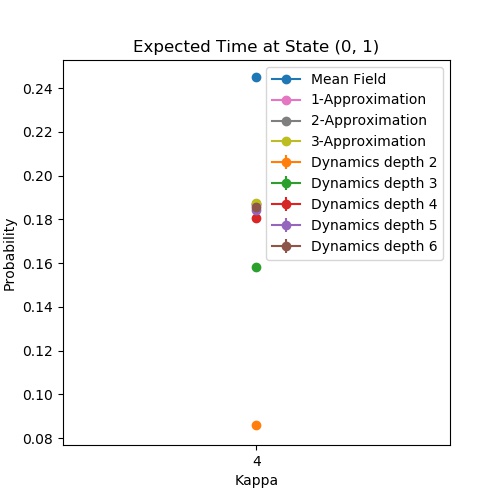 Expected Time at State (0, 1)
Mean Field
1-Approximation
2-Approximation
3-Approximation
Dynamics depth 2
Dynamics depth 3
Dynamics depth 4
Dynamics depth 5
Dynamics depth 6
Probability
0.24
0.22
0.20
0.18
0.16
0.14
0.12
0.10
0.08
4
Kappa